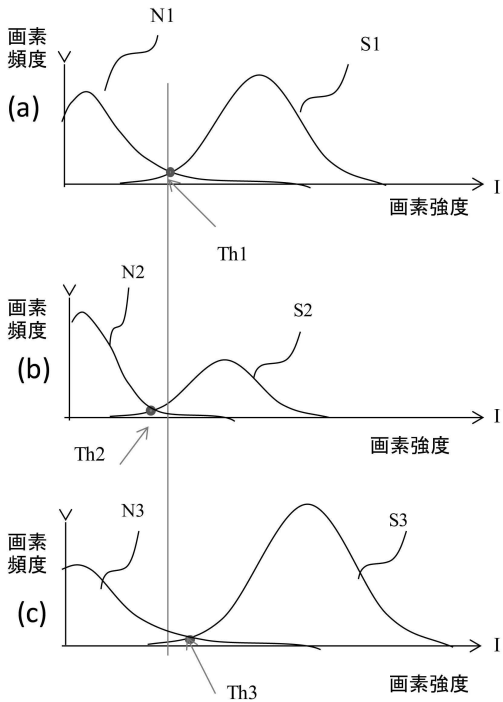 N1
画素
頻度
S1
(a)
I
画素強度
Th1
N2
画素
頻度
S2
(b)
I
Th2
画素強度
N3
画素
頻度
S3
(c)
I
画素強度
Th3